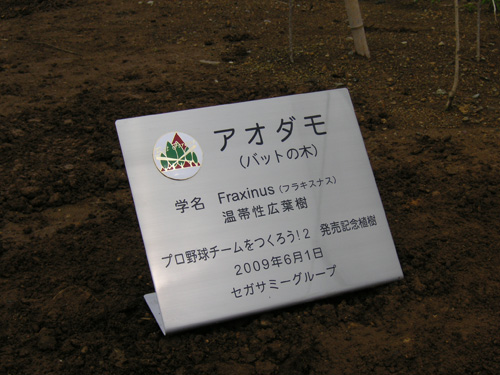 アオダモ
(バットの木)
学名 Fraxinus (フラキスナス)
温帯性広葉樹
プロ野球チームをつくろう!2 発売記念植樹
2009年6月1日
セガサミーグループ